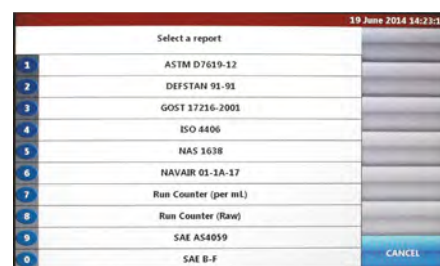 19 June 2014 14:23:1
Select a report
1 ASTM D7619-12
2 DEFSTAN 91-91
3 GOST 17216-2001
4 ISO 4406
5 NAS 1638
6 NAVAIR 01-1A-17
7 Run Counter (per mL)
8 Run Counter (Raw)
9 SAE AS4059
0 SAE B-F
CANCEL